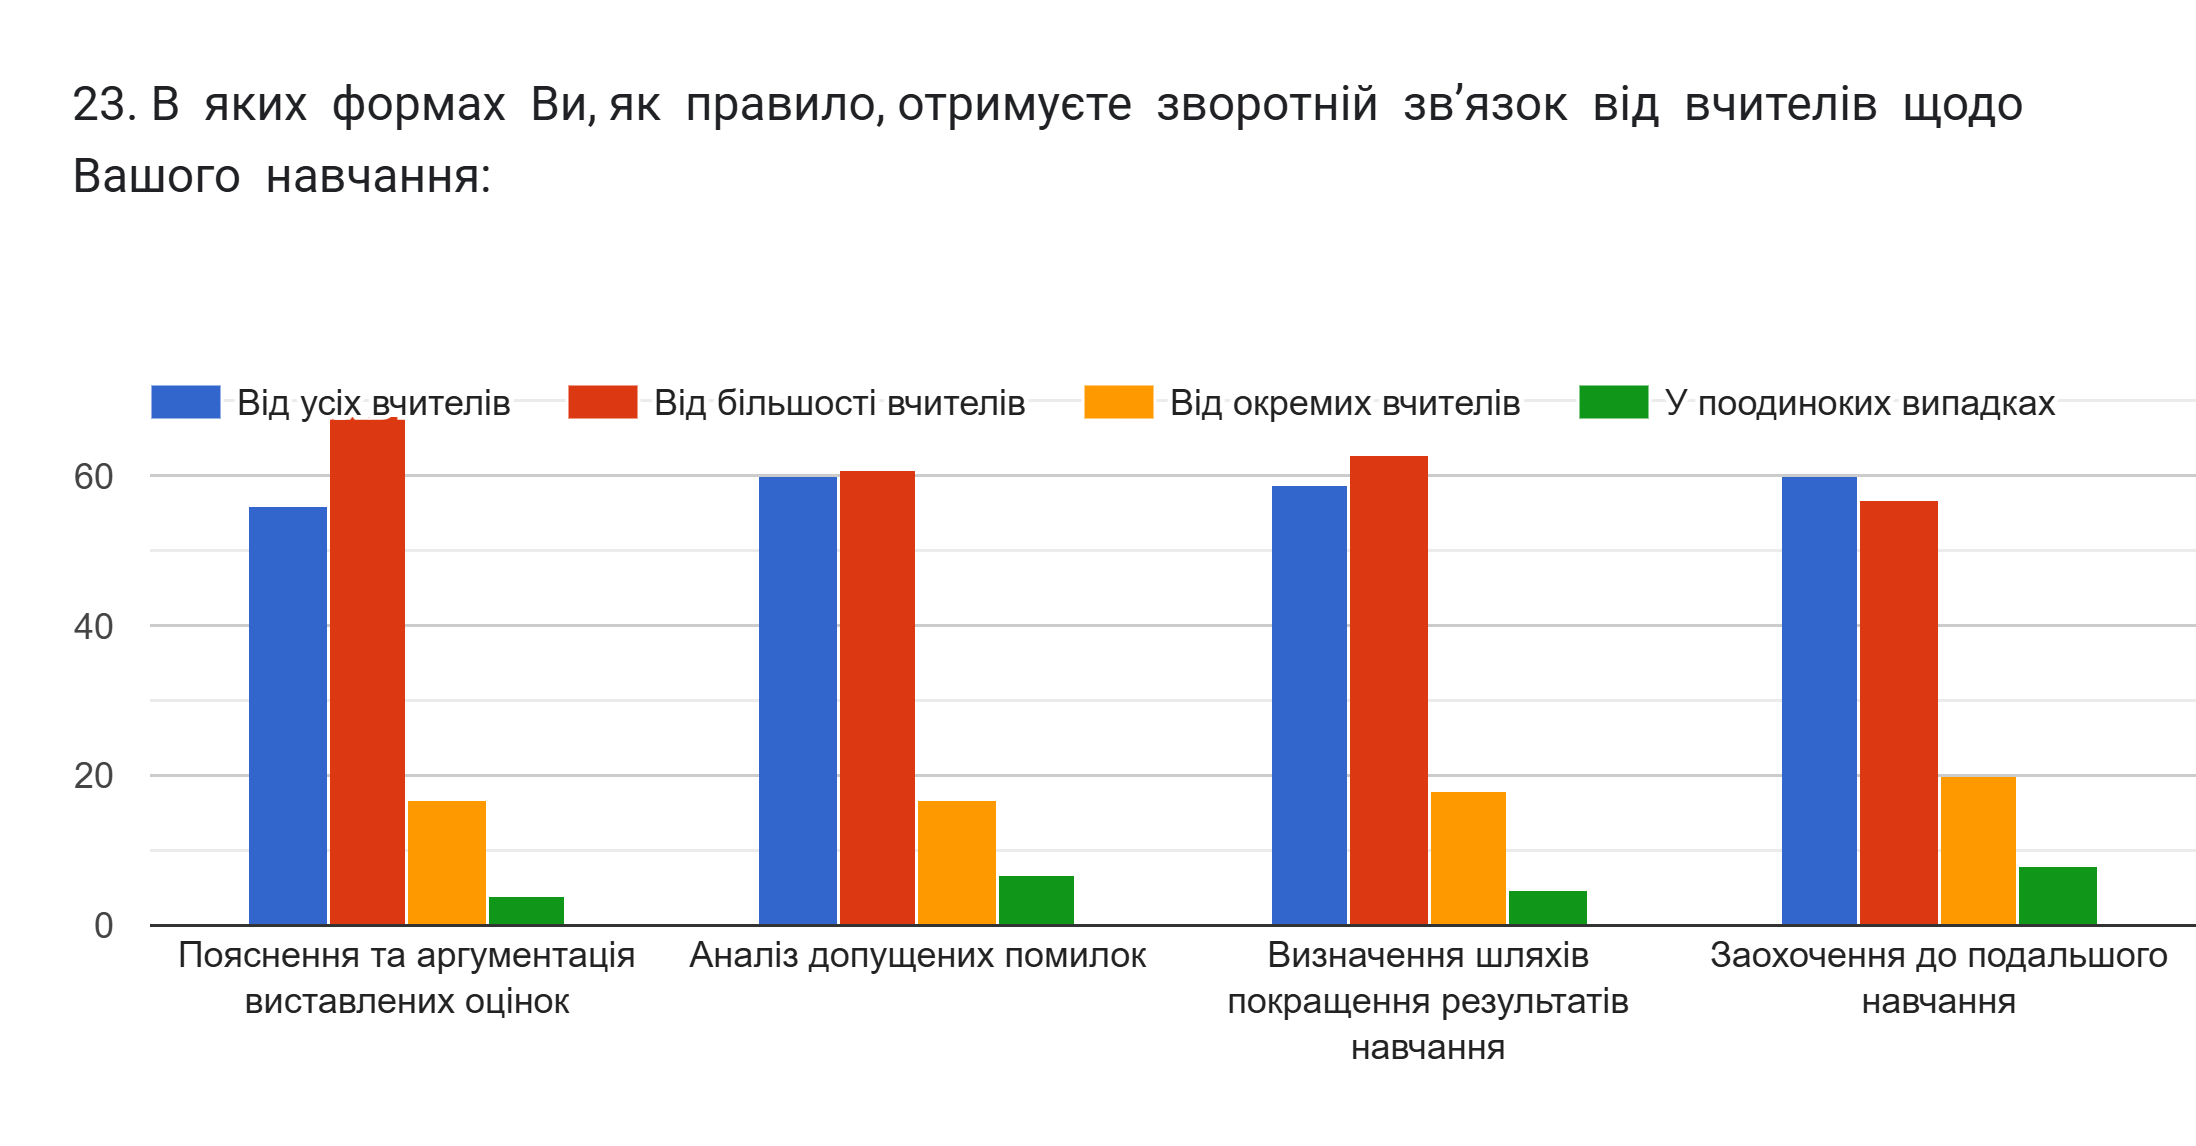 23. В яких формах Ви, як правило, отримуєте зворотній зв’язок від вчителів щодо
Вашого навчання:
Від усіх вчителів
Від більшості вчителів
Від окремих вчителів
У поодиноких випадках
60
40
20
0
Пояснення та аргументація
виставлених оцінок
Аналіз допущених помилок
Визначення шляхів
покращення результатів
навчання
Заохочення до подальшого
навчання